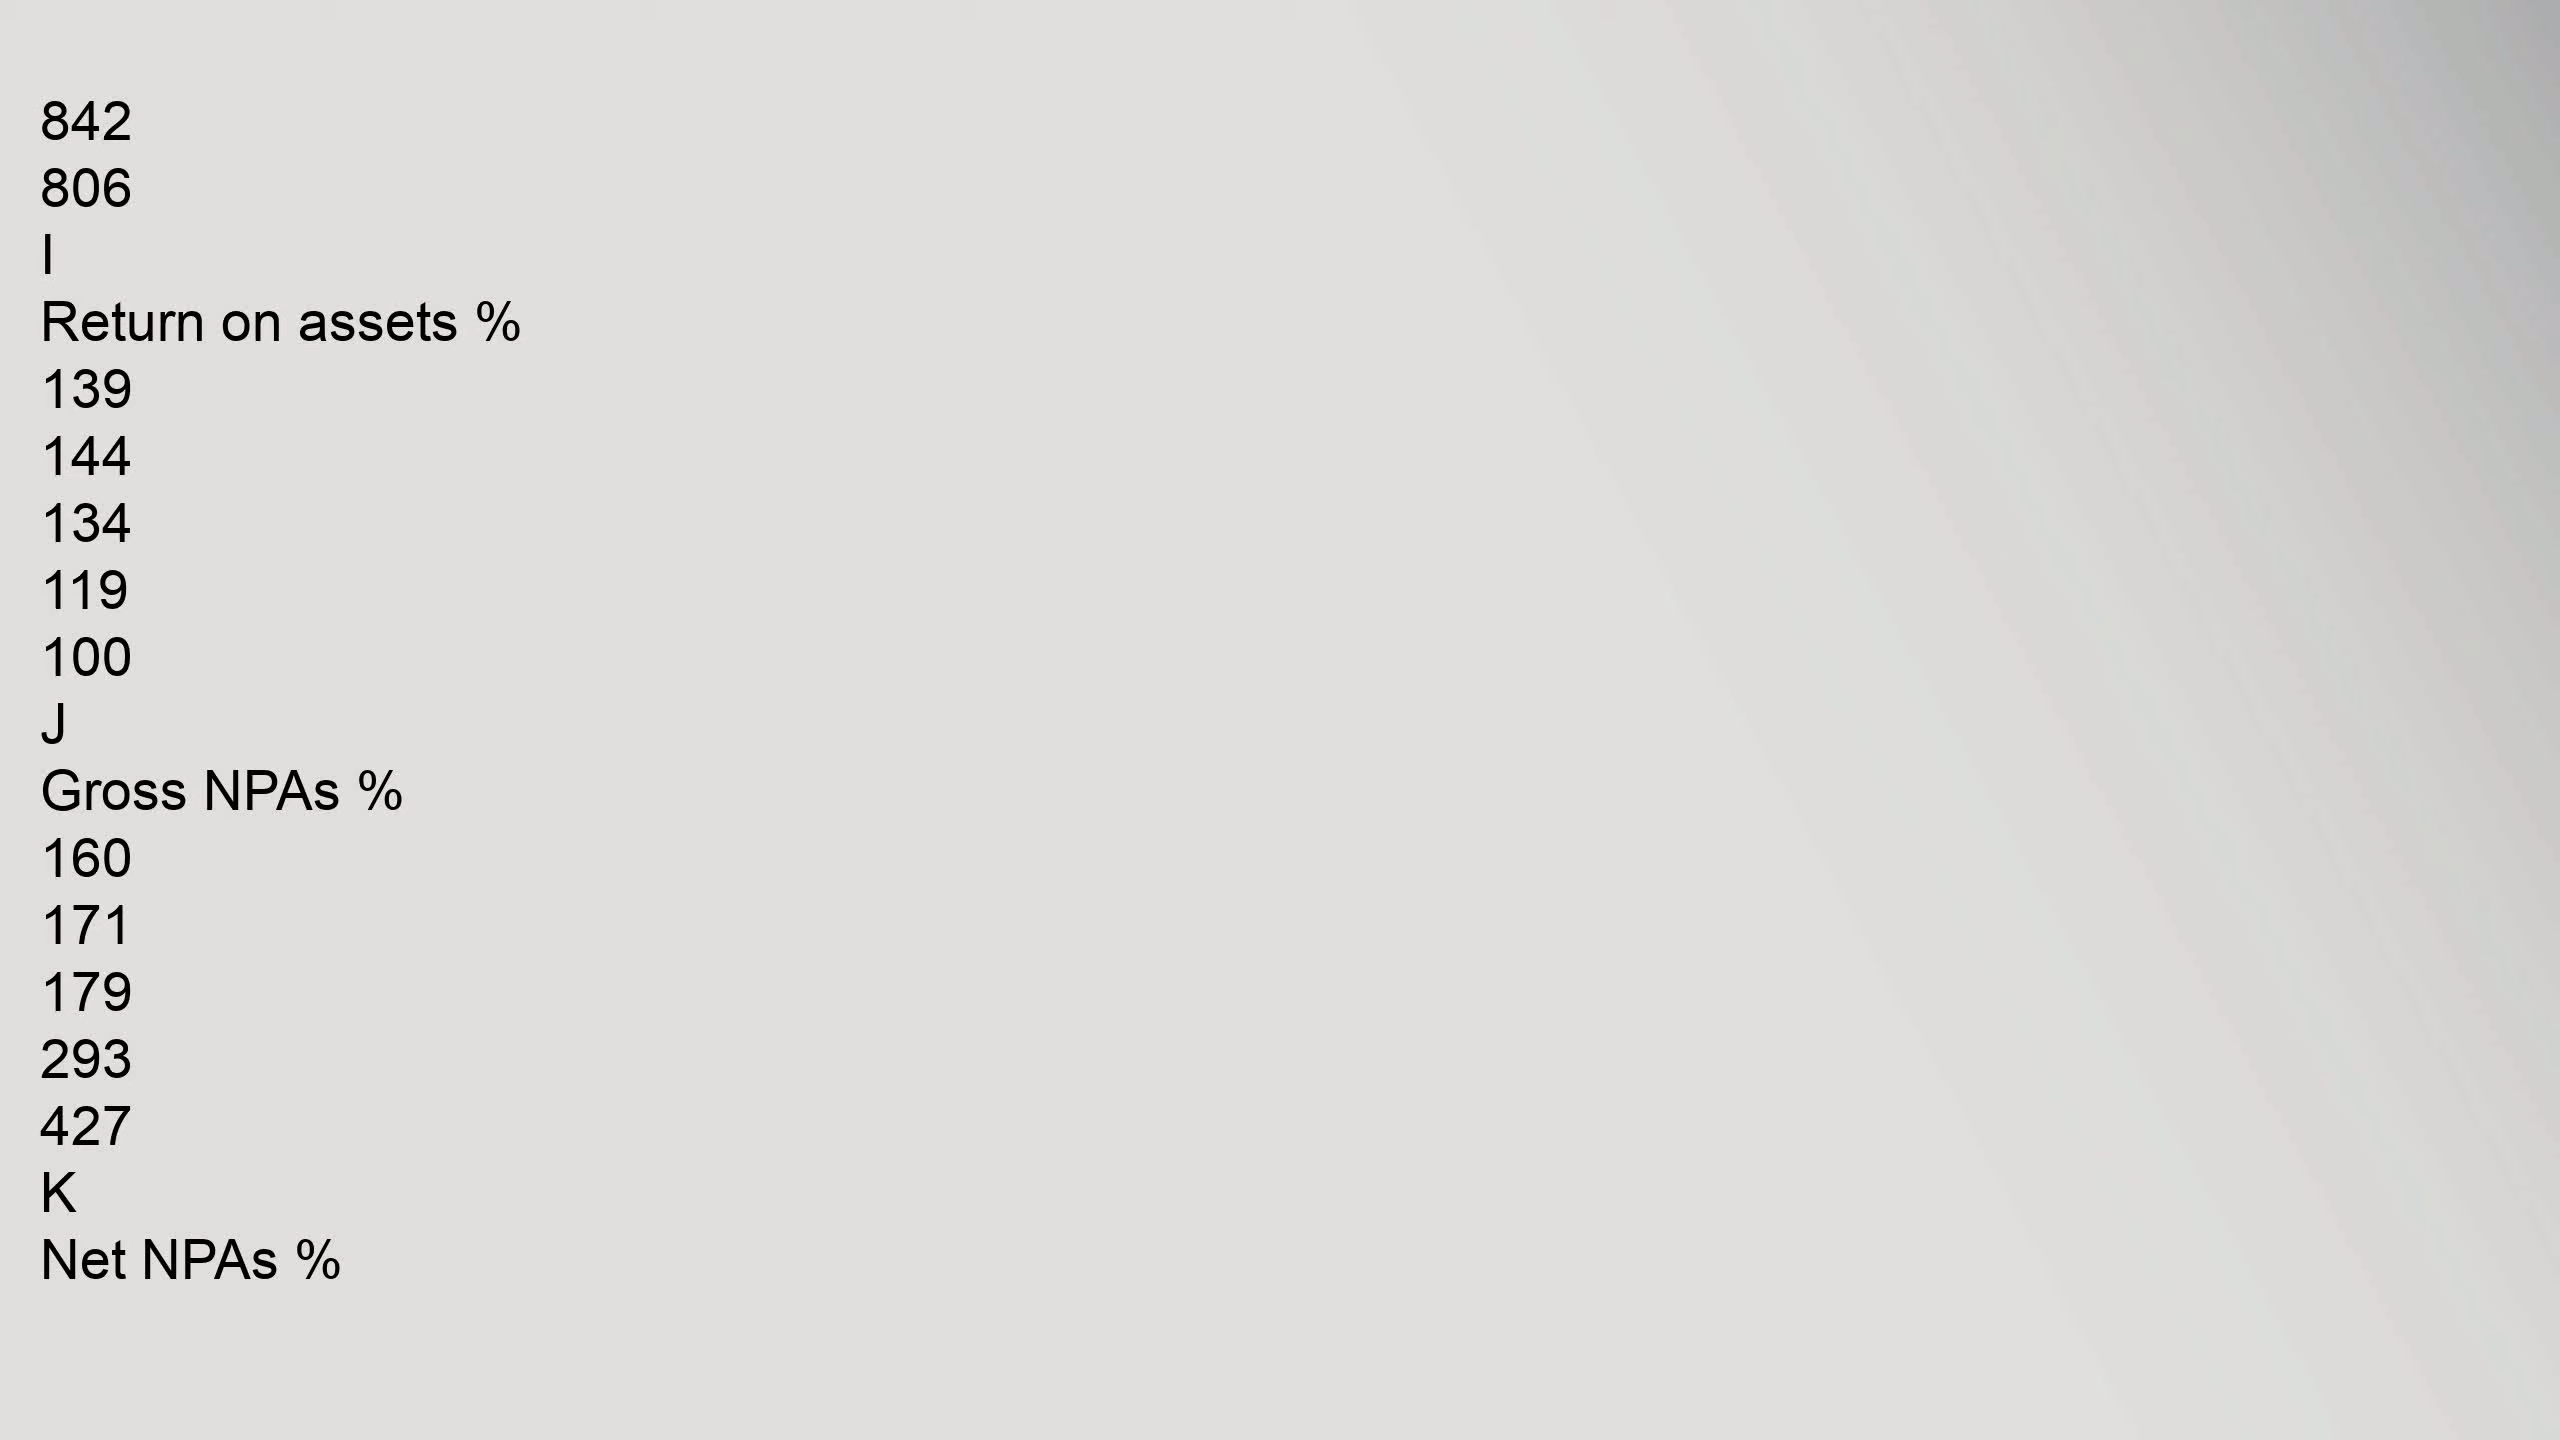 842
806
I
Return on assets %
139
144
134
119
100
J
Gross NPAs %
160
171
179
293
427
K
Net NPAs %